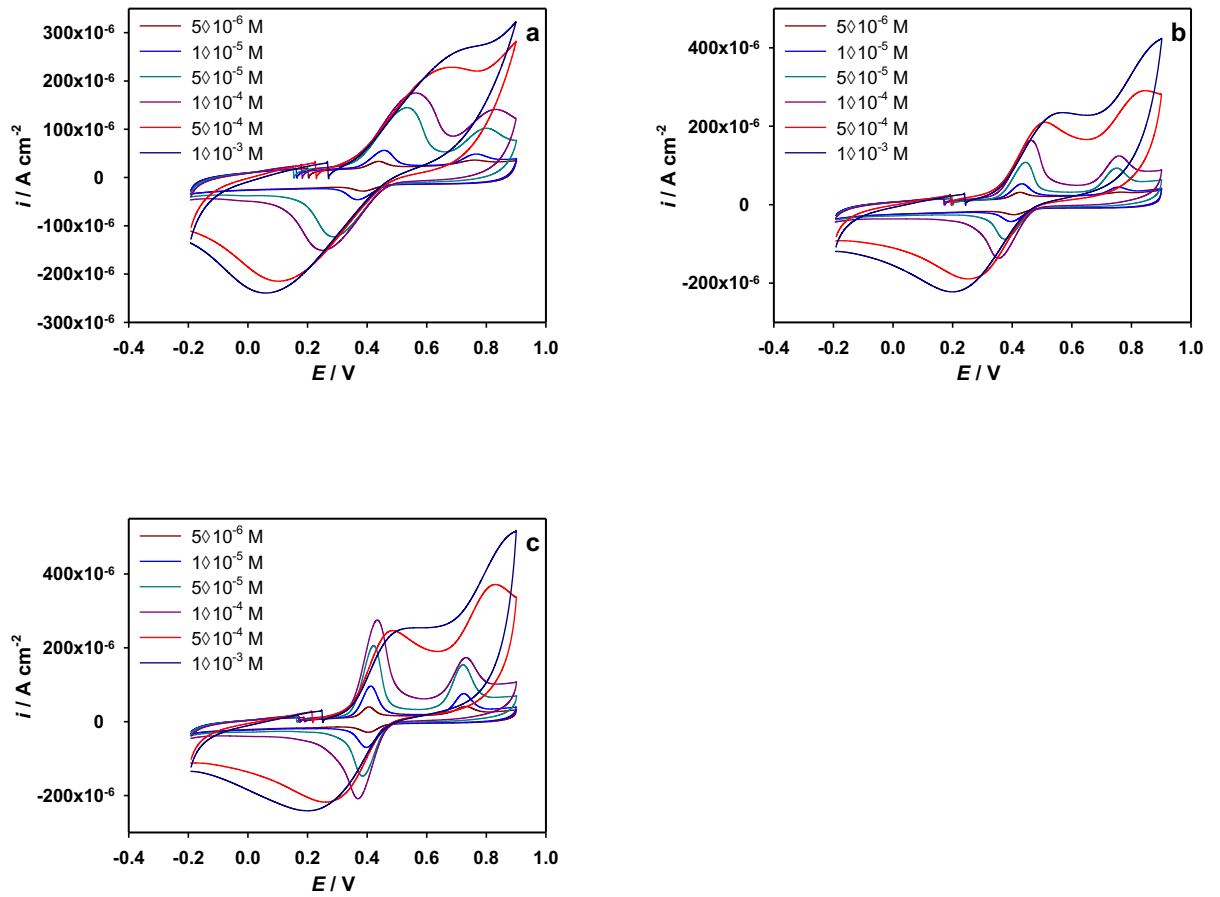 a
5◊10⁻⁶ M
1◊10⁻⁵ M
5◊10⁻⁵ M
1◊10⁻⁴ M
5◊10⁻⁴ M
1◊10⁻³ M
300x10⁻⁶
200x10⁻⁶
100x10⁻⁶
0
-100x10⁻⁶
-200x10⁻⁶
-300x10⁻⁶
i / A cm⁻²
-0.4 -0.2 0.0 0.2 0.4 0.6 0.8 1.0
E / V
b
5◊10⁻⁶ M
1◊10⁻⁵ M
5◊10⁻⁵ M
1◊10⁻⁴ M
5◊10⁻⁴ M
1◊10⁻³ M
400x10⁻⁶
200x10⁻⁶
0
-200x10⁻⁶
i / A cm⁻²
-0.4 -0.2 0.0 0.2 0.4 0.6 0.8 1.0
E / V
c
5◊10⁻⁶ M
1◊10⁻⁵ M
5◊10⁻⁵ M
1◊10⁻⁴ M
5◊10⁻⁴ M
1◊10⁻³ M
400x10⁻⁶
200x10⁻⁶
0
-200x10⁻⁶
i / A cm⁻²
-0.4 -0.2 0.0 0.2 0.4 0.6 0.8 1.0
E / V